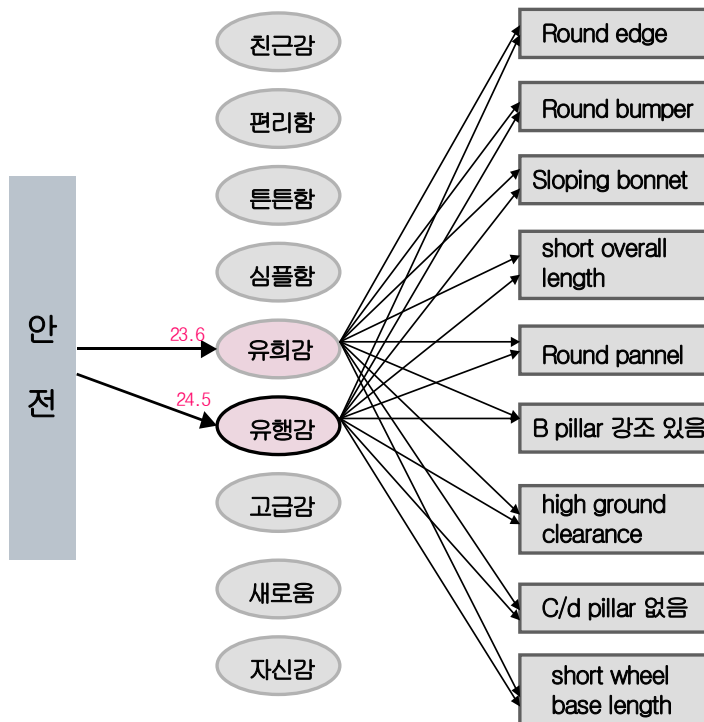 안
전
23.6
24.5
친근감
편리함
튼튼함
심플함
유희감
유행감
고급감
새로움
자신감
Round edge
Round bumper
Sloping bonnet
short overall
length
Round pannel
B pillar 강조 있음
high ground
clearance
C/d pillar 없음
short wheel
base length